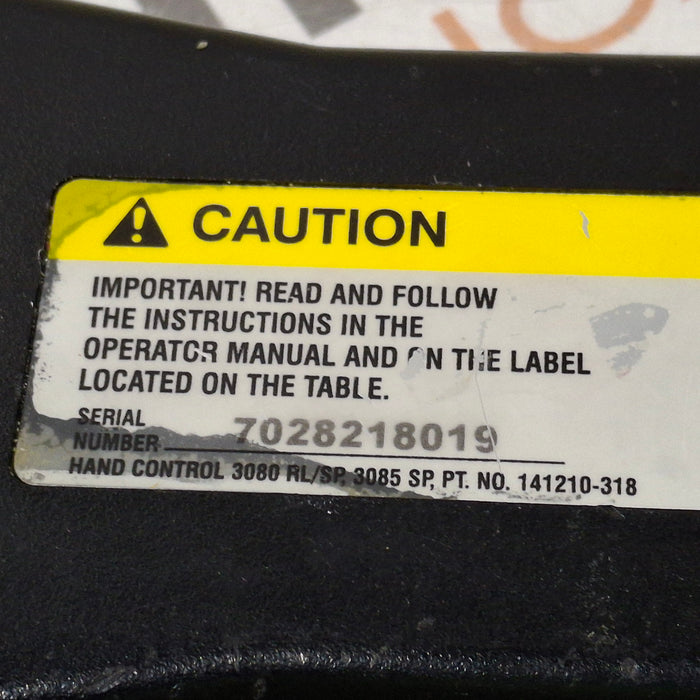 CAUTION
IMPORTANT! READ AND FOLLOW
THE INSTRUCTIONS IN THE
OPERATOR MANUAL AND ON THE LABEL
LOCATED ON THE TABLE.
SERIAL
NUMBER 7028218019
HAND CONTROL 3080 RL/SP, 3085 SP, PT. NO. 141210-318